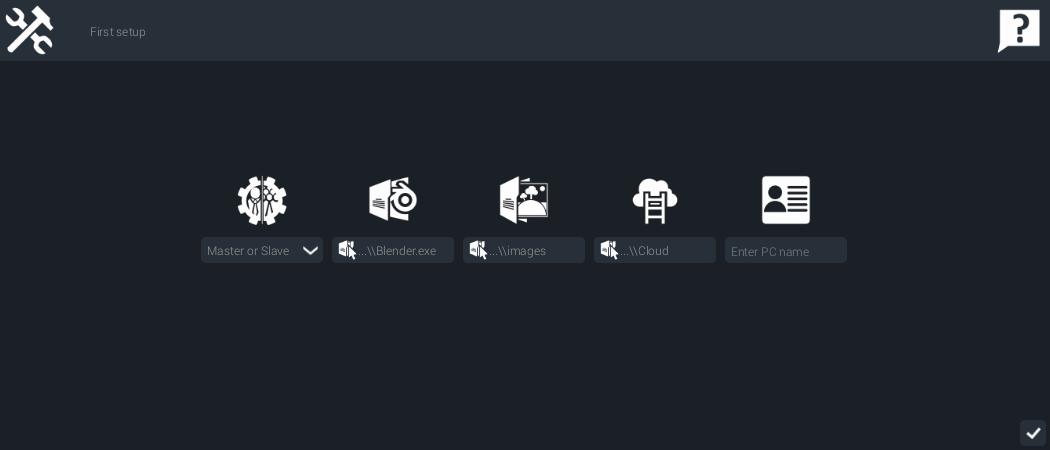 First setup
Master or Slave
...\\Blender.exe
...\\images
...\\Cloud
Enter PC name